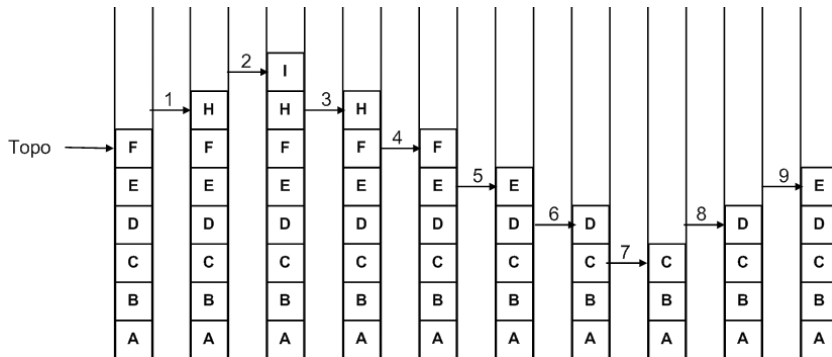 2 I
1 H 3 H
Topo F F F F 4 F 9
E E E E E 5 E E
D D D D D D 6 D 8 D D
C C C C C C C 7 C C C
B B B B B B B B B B
A A A A A A A A A A